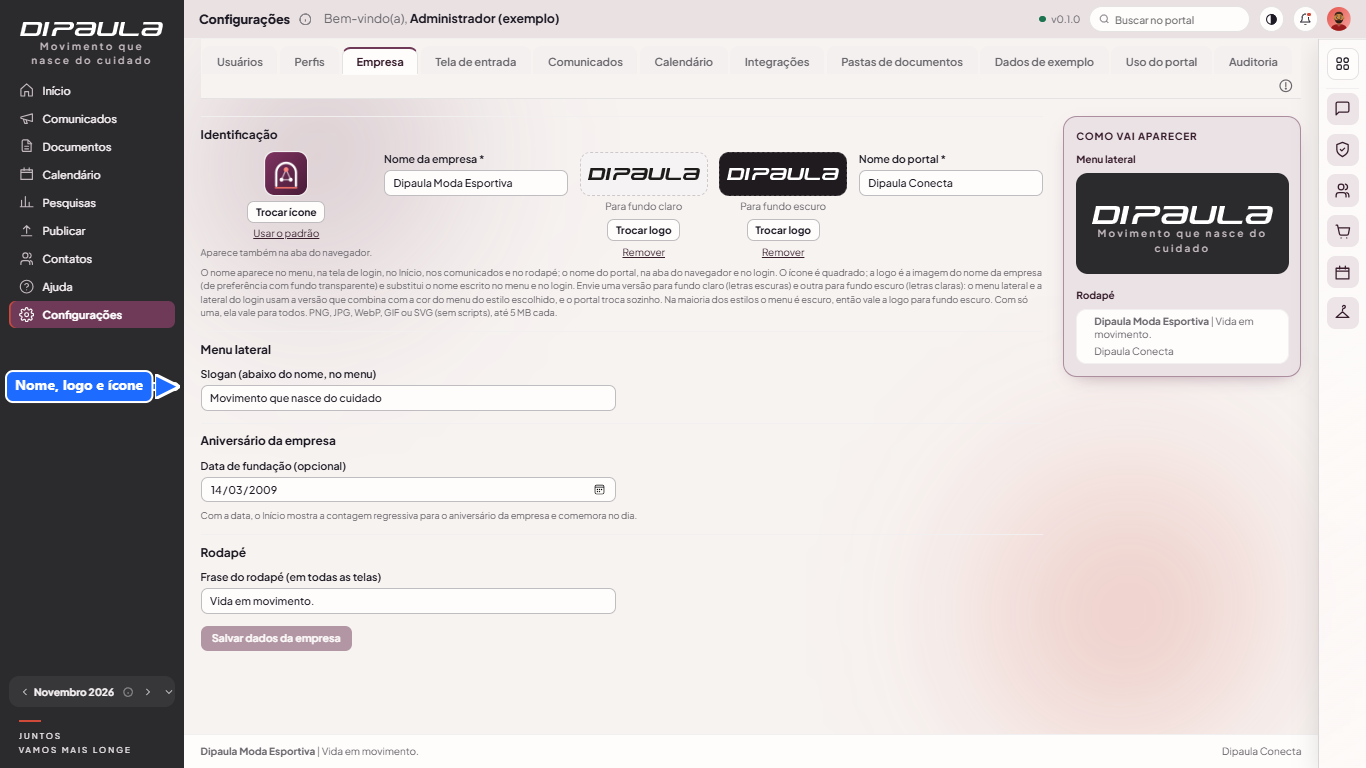 DIPAULA
Movimento que
nasce do cuidado
Início
Comunicados
Documentos
Calendário
Pesquisas
Publicar
Contatos
Ajuda
Configurações
Nome, logo e ícone
Novembro 2026
JUNTOS
VAMOS MAIS LONGE
Configurações
Bem-vindo(a), Administrador (exemplo)
v0.1.0
Buscar no portal
Usuários
Perfis
Empresa
Tela de entrada
Comunicados
Calendário
Integrações
Pastas de documentos
Dados de exemplo
Uso do portal
Auditoria
Identificação
Trocar ícone
Usar o padrão
Aparece também na aba do navegador.
Nome da empresa *
Dipaula Moda Esportiva
DIPAULA
Para fundo claro
Trocar logo
Remover
DIPAULA
Para fundo escuro
Trocar logo
Remover
Nome do portal *
Dipaula Conecta
O nome aparece no menu, na tela de login, no Início, nos comunicados e no rodapé; o nome do portal, na aba do navegador e no login. O ícone é quadrado; a logo é a imagem do nome da empresa
(de preferência com fundo transparente) e substitui o nome escrito no menu e no login. Envie uma versão para fundo claro (letras escuras) e outra para fundo escuro (letras claras): o menu lateral e a
lateral do login usam a versão que combina com a cor do menu do estilo escolhido, e o portal troca sozinho. Na maioria dos estilos o menu é escuro, então vale a logo para fundo escuro. Com só
uma, ela vale para todos. PNG, JPG, WebP, GIF ou SVG (sem scripts), até 5 MB cada.
Menu lateral
Slogan (abaixo do nome, no menu)
Movimento que nasce do cuidado
Aniversário da empresa
Data de fundação (opcional)
14/03/2009
Com a data, o Início mostra a contagem regressiva para o aniversário da empresa e comemora no dia.
Rodapé
Frase do rodapé (em todas as telas)
Vida em movimento.
Salvar dados da empresa
COMO VAI APARECER
Menu lateral
DIPAULA
Movimento que nasce do
cuidado
Rodapé
Dipaula Moda Esportiva | Vida em
movimento.
Dipaula Conecta
Dipaula Moda Esportiva | Vida em movimento.
Dipaula Conecta